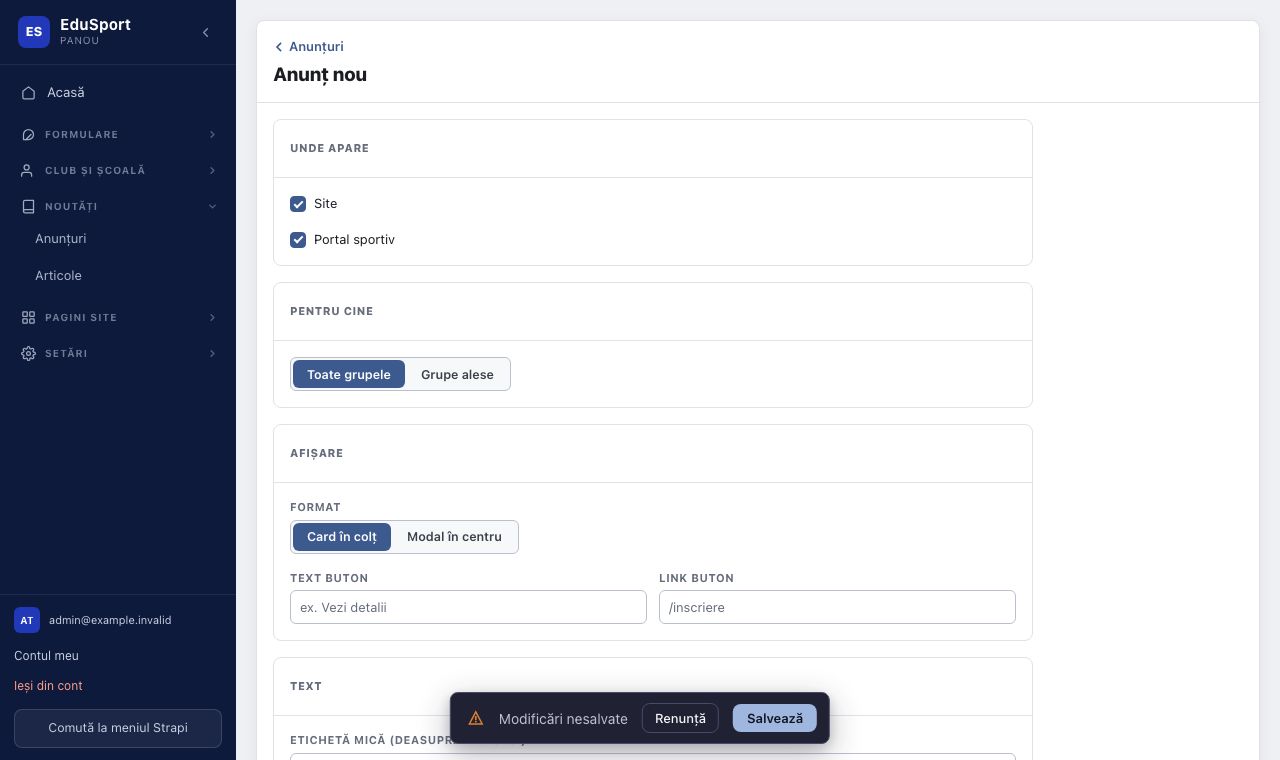 ES
EduSport
PANOU
Acasă
FORMULARE
CLUB ȘI ȘCOALĂ
NOUTĂȚI
Anunțuri
Articole
PAGINI SITE
SETĂRI
AT
admin@example.invalid
Contul meu
Ieși din cont
Comută la meniul Strapi
Anunțuri
Anunț nou
UNDE APARE
Site
Portal sportiv
PENTRU CINE
Toate grupele Grupe alese
AFIȘARE
FORMAT
Card în colț Modal în centru
TEXT BUTON LINK BUTON
ex. Vezi detalii /inscriere
TEXT
Modificări nesalvate Renunță Salvează
ETICHETĂ MICĂ